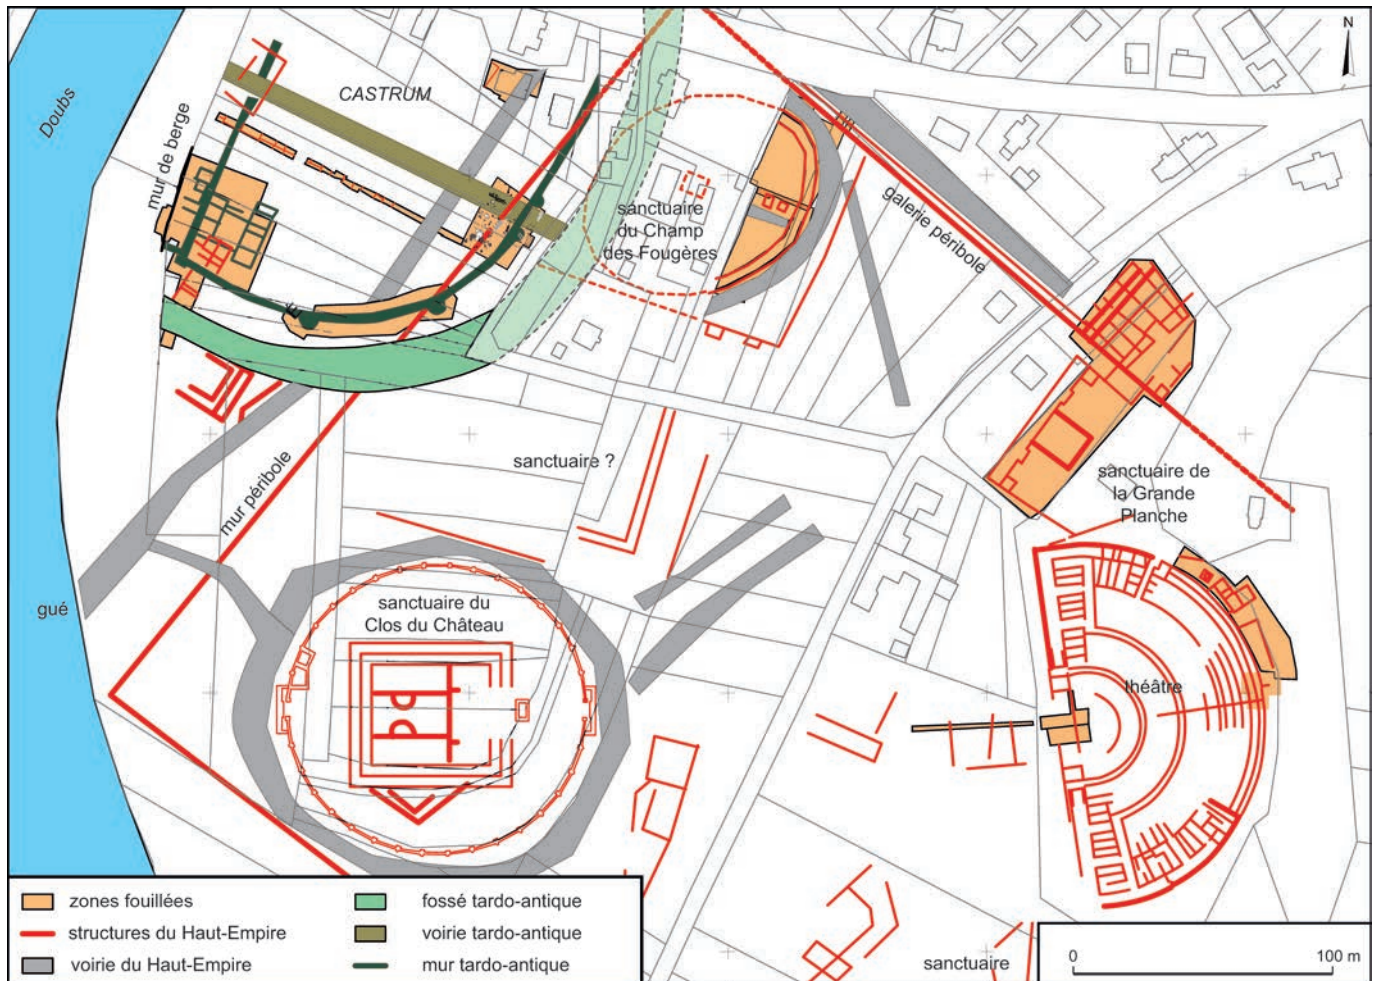 N
Doubs
CASTRUM
mur de berge
sanctuaire
du Champ
des Fougères
galerie péribole
sanctuaire ?
mur péribole
sanctuaire de
la Grande
Planche
gué
sanctuaire du
Clos du Château
théâtre
sanctuaire
zones fouillées
structures du Haut-Empire
voirie du Haut-Empire
fossé tardo-antique
voirie tardo-antique
mur tardo-antique
0 100 m